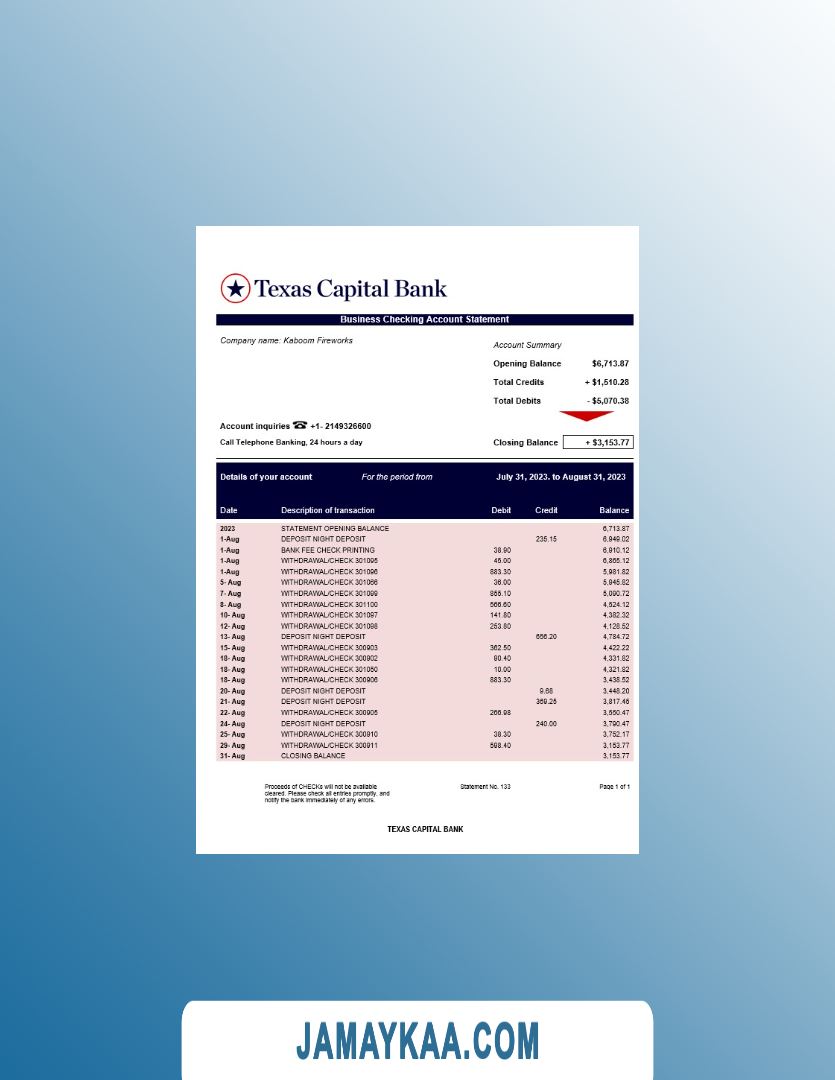 Texas Capital Bank
Business Checking Account Statement
Company name: Kaboom Fireworks
Account Summary
Opening Balance $6,713.87
Total Credits + $1,510.28
Total Debits - $5,070.38
Account inquiries ☎ +1- 2149326600
Call Telephone Banking, 24 hours a day
Closing Balance + $3,153.77
Details of your account For the period from July 31, 2023. to August 31, 2023
Date Description of transaction Debit Credit Balance
2023 STATEMENT OPENING BALANCE 6,713.87
1-Aug DEPOSIT NIGHT DEPOSIT 235.15 6,949.02
1-Aug BANK FEE CHECK PRINTING 38.90 6,910.12
1-Aug WITHDRAWAL/CHECK 301095 45.00 6,865.12
1-Aug WITHDRAWAL/CHECK 301096 883.30 5,981.82
5- Aug WITHDRAWAL/CHECK 301066 36.00 5,945.82
7- Aug WITHDRAWAL/CHECK 301099 855.10 5,090.72
8- Aug WITHDRAWAL/CHECK 301100 566.60 4,524.12
10- Aug WITHDRAWAL/CHECK 301097 141.80 4,382.32
12- Aug WITHDRAWAL/CHECK 301098 253.80 4,128.52
13- Aug DEPOSIT NIGHT DEPOSIT 656.20 4,784.72
15- Aug WITHDRAWAL/CHECK 300903 362.50 4,422.22
18- Aug WITHDRAWAL/CHECK 300902 90.40 4,331.82
18- Aug WITHDRAWAL/CHECK 301050 10.00 4,321.82
18- Aug WITHDRAWAL/CHECK 300906 883.30 3,438.52
20- Aug DEPOSIT NIGHT DEPOSIT 9.68 3,448.20
21- Aug DEPOSIT NIGHT DEPOSIT 369.25 3,817.45
22- Aug WITHDRAWAL/CHECK 300905 266.98 3,550.47
24- Aug DEPOSIT NIGHT DEPOSIT 240.00 3,790.47
25- Aug WITHDRAWAL/CHECK 300910 38.30 3,752.17
29- Aug WITHDRAWAL/CHECK 300911 598.40 3,153.77
31- Aug CLOSING BALANCE 3,153.77
Proceeds of CHECKs will not be available Statement No. 133 Page 1 of 1
cleared. Please check all entries promptly, and
notify the bank immediately of any errors.
TEXAS CAPITAL BANK
JAMAYKAA.COM